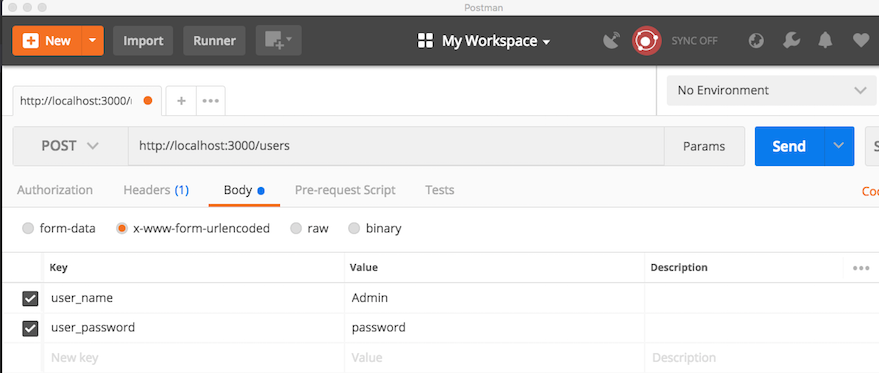 Postman
New Import Runner My Workspace SYNC OFF
http://localhost:3000/ No Environment
POST http://localhost:3000/users Params Send
Authorization Headers (1) Body Pre-request Script Tests
form-data x-www-form-urlencoded raw binary
Key Value Description
user_name Admin
user_password password
New key Value Description